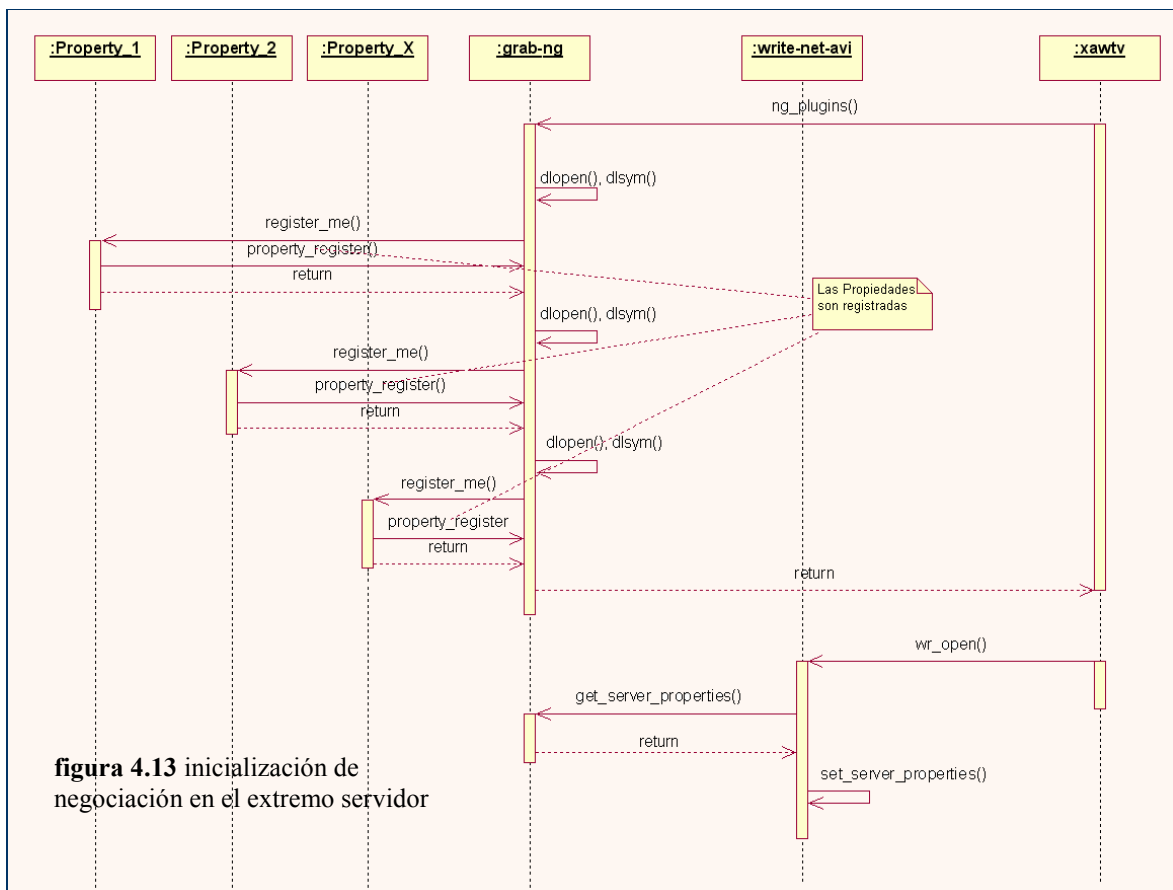 :Property_1 :Property_2 :Property_X :grab-ng :write-net-avi :xawtv
ng_plugins()
dlopen(), dlsym()
register_me()
property_register()
return
Las Propiedades
son registradas
dlopen(), dlsym()
register_me()
property_register()
return
dlopen(), dlsym()
register_me()
property_register
return
return
wr_open()
get_server_properties()
return
set_server_properties()
figura 4.13 inicialización de
negociación en el extremo servidor